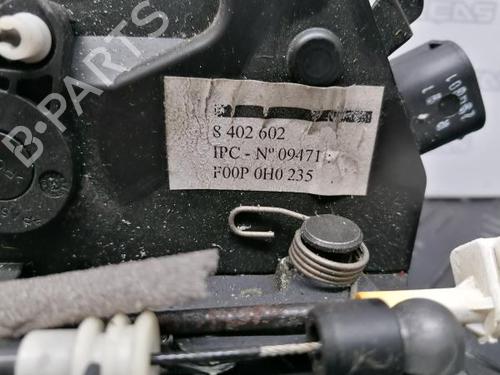 8 402 602
IPC - Nº 09471
F00P 0H0 235
B-PARTS